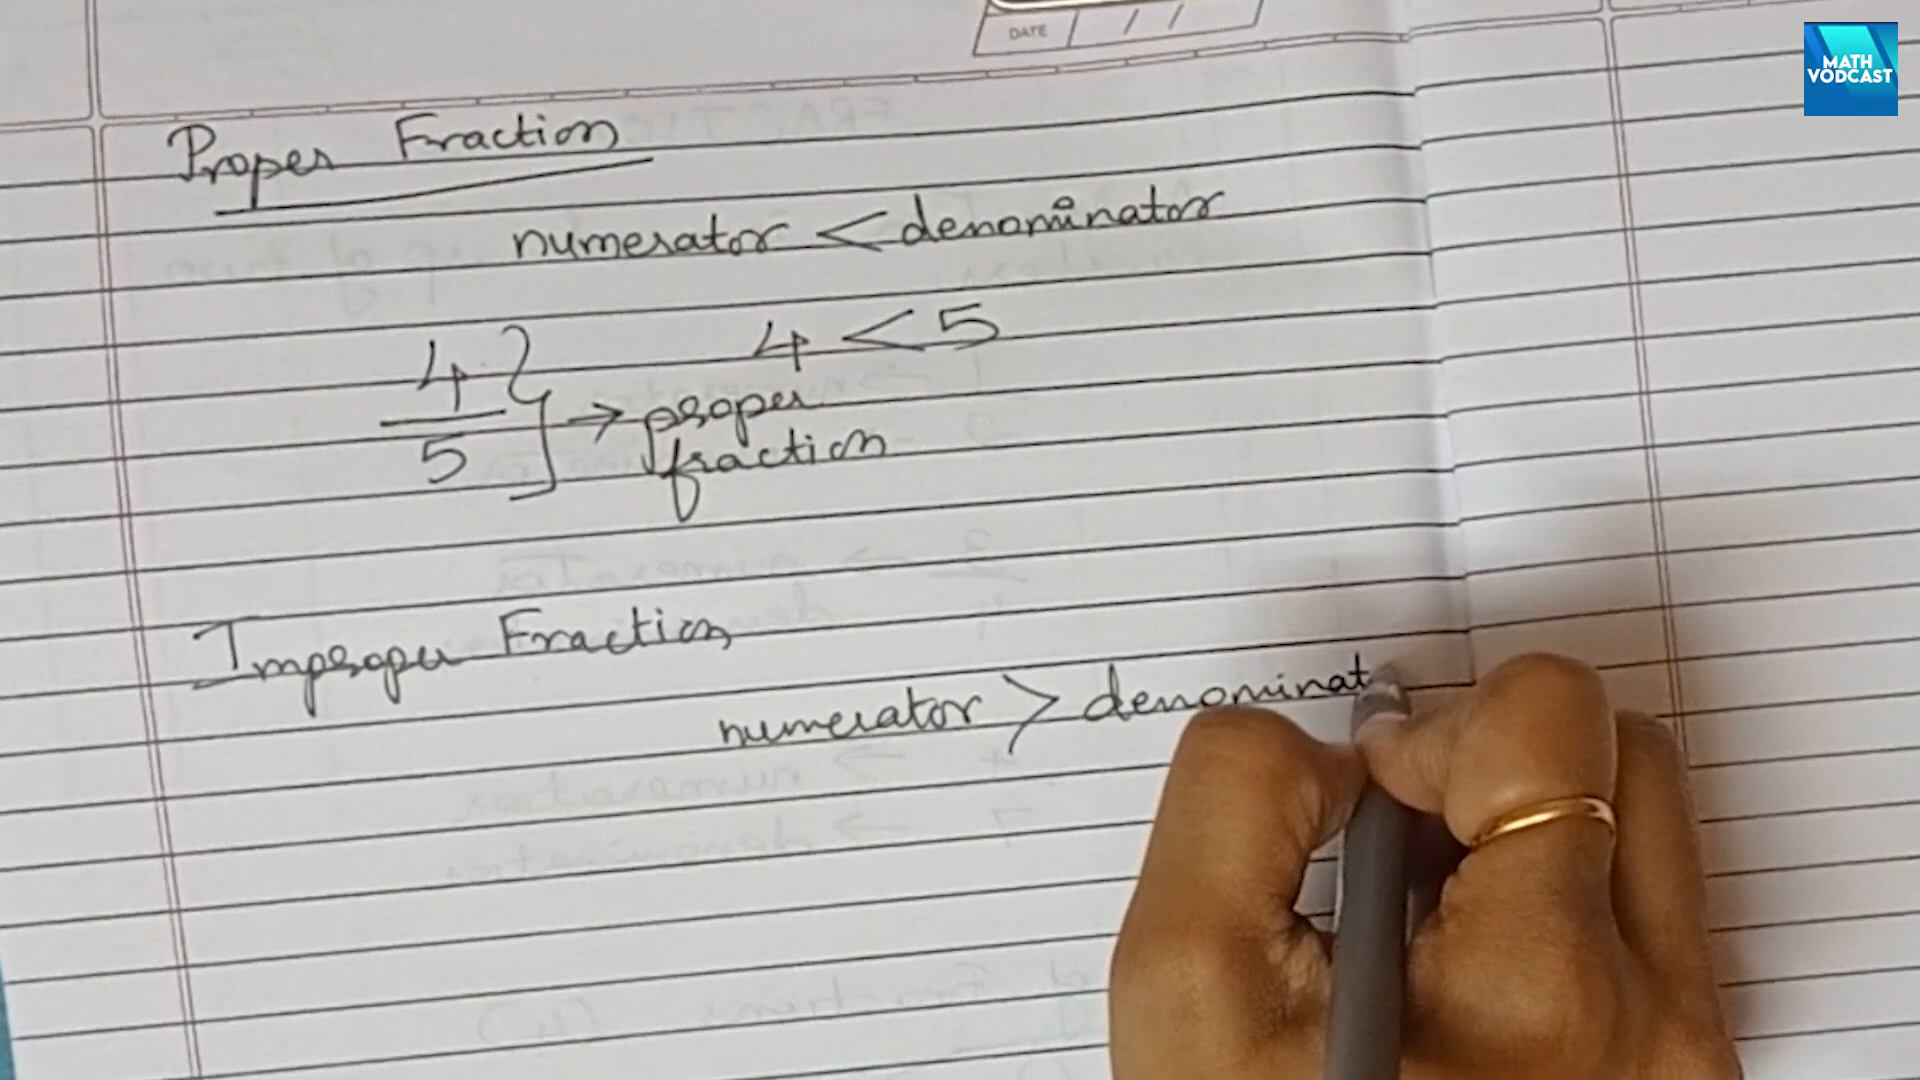 DATE / /
MATH
VODCAST
Proper Fraction
numerator < denominator
4 < 5
4
5
→ proper
fraction
Improper Fraction
numerator > denominat